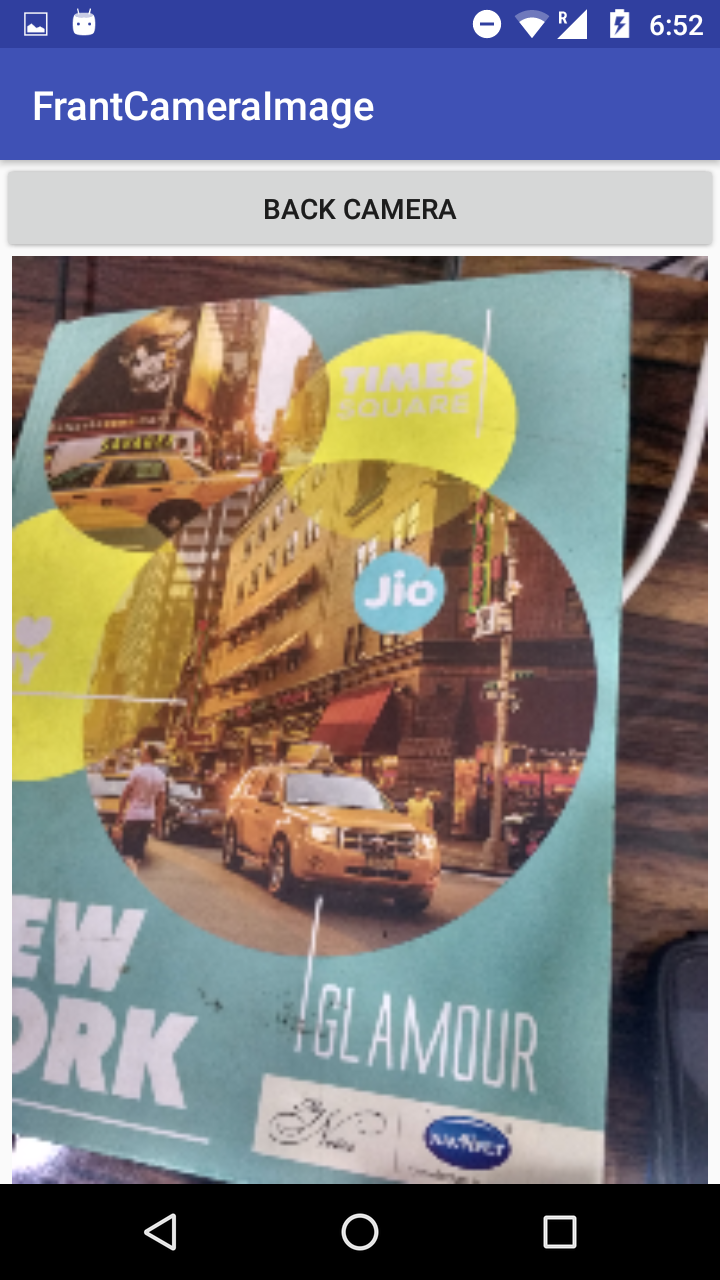 6:52
R
FrantCameraImage
BACK CAMERA
TIMES
SQUARE
Jio
Y
EW
ORK
GLAMOUR